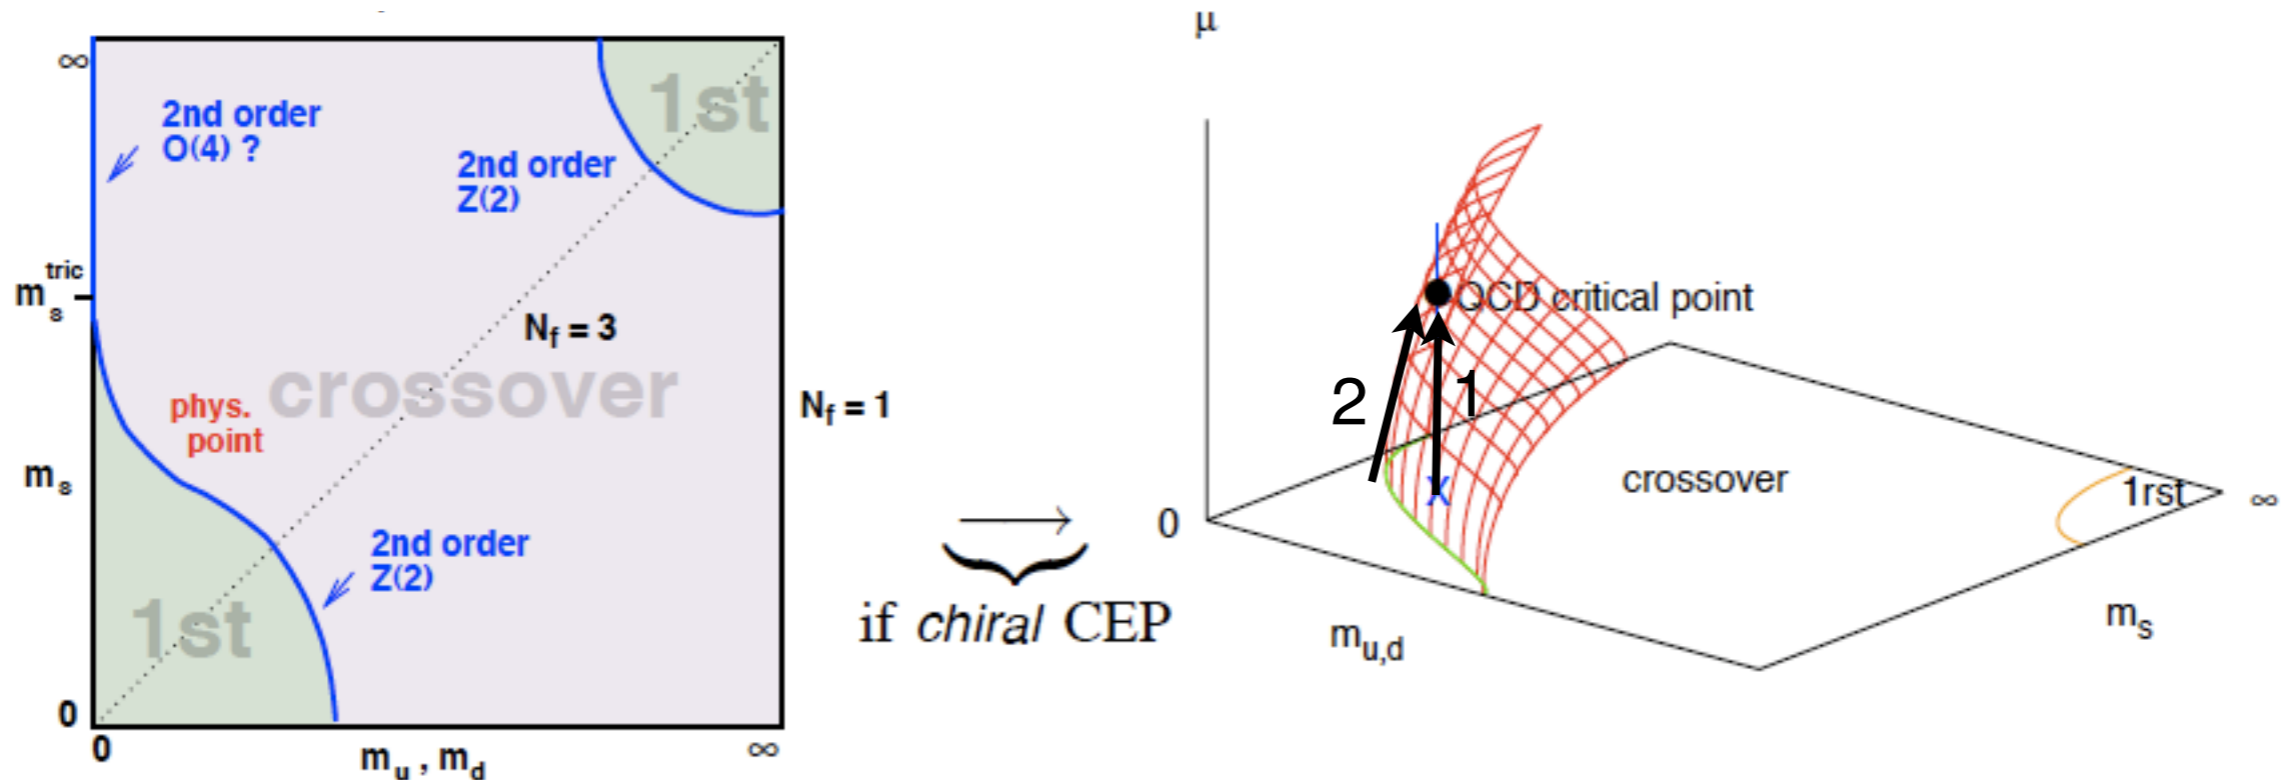 ∞
1st
2nd order
O(4) ?
2nd order
Z(2)
tric
m
s
N_f = 3
phys.
point
crossover
N_f = 1
m_s
2nd order
Z(2)
1st
0
0
m_u , m_d
∞
→
if chiral CEP
μ
QCD critical point
2
1
X
crossover
1rst
∞
0
m_u,d
m_s